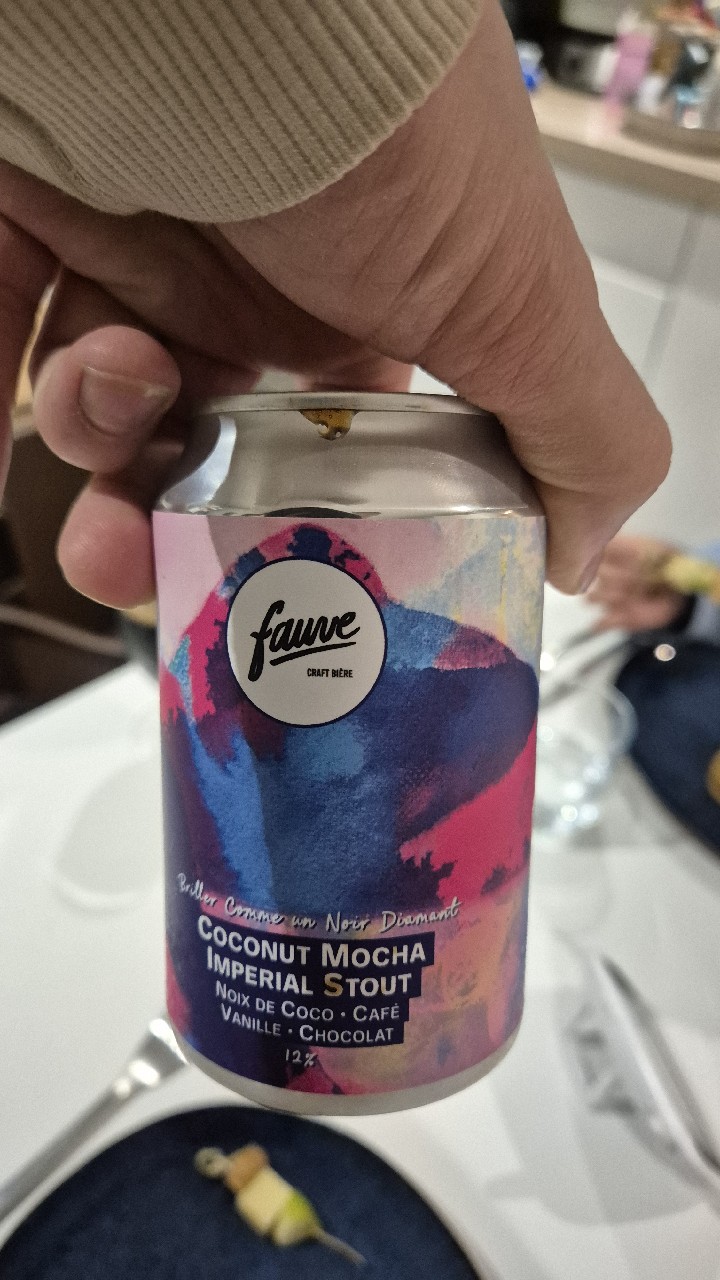 fauve
CRAFT BIÈRE
Briller Comme un Noir Diamant
COCONUT MOCHA
IMPERIAL STOUT
NOIX DE COCO · CAFÉ
VANILLE · CHOCOLAT
12%